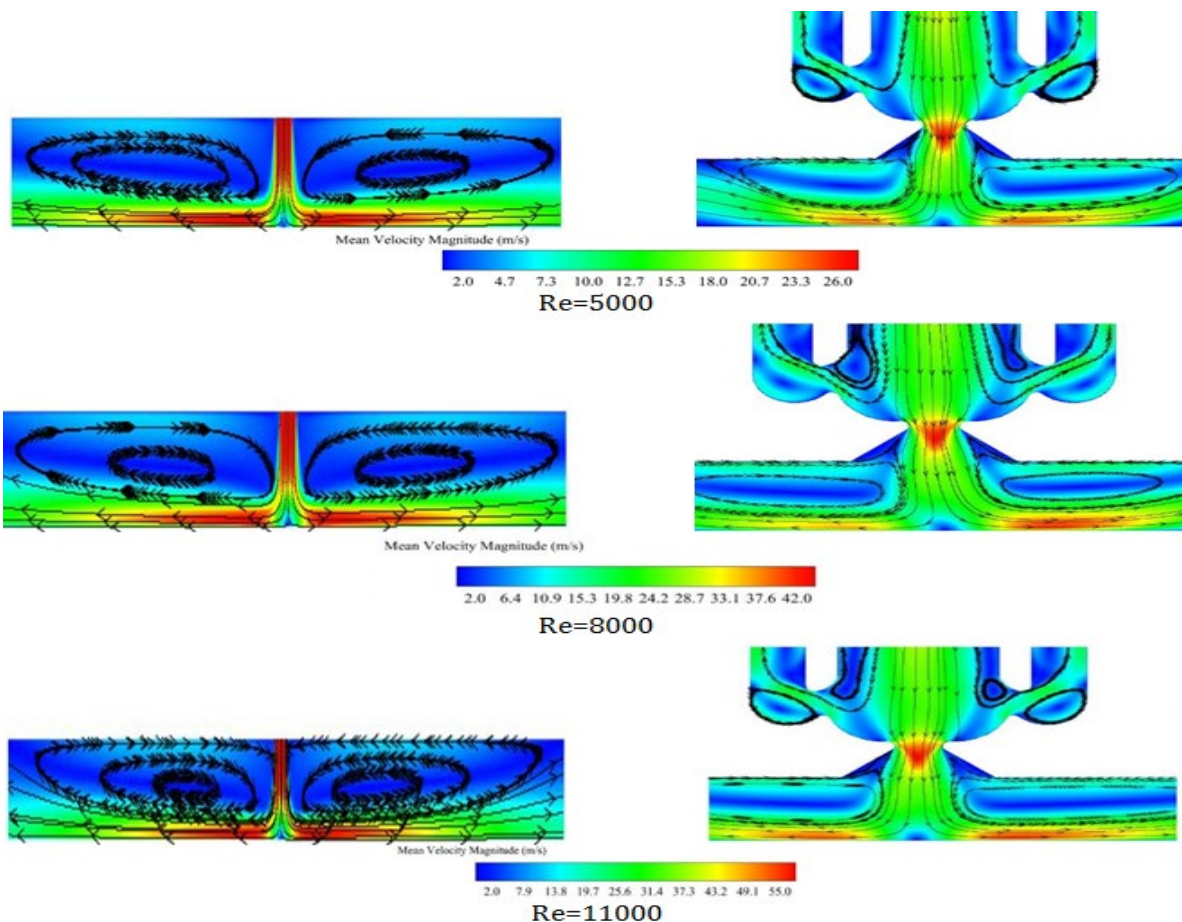 Mean Velocity Magnitude (m/s)
2.0 4.7 7.3 10.0 12.7 15.3 18.0 20.7 23.3 26.0
Re=5000
Mean Velocity Magnitude (m/s)
2.0 6.4 10.9 15.3 19.8 24.2 28.7 33.1 37.6 42.0
Re=8000
Mean Velocity Magnitude (m/s)
2.0 7.9 13.8 19.7 25.6 31.4 37.3 43.2 49.1 55.0
Re=11000